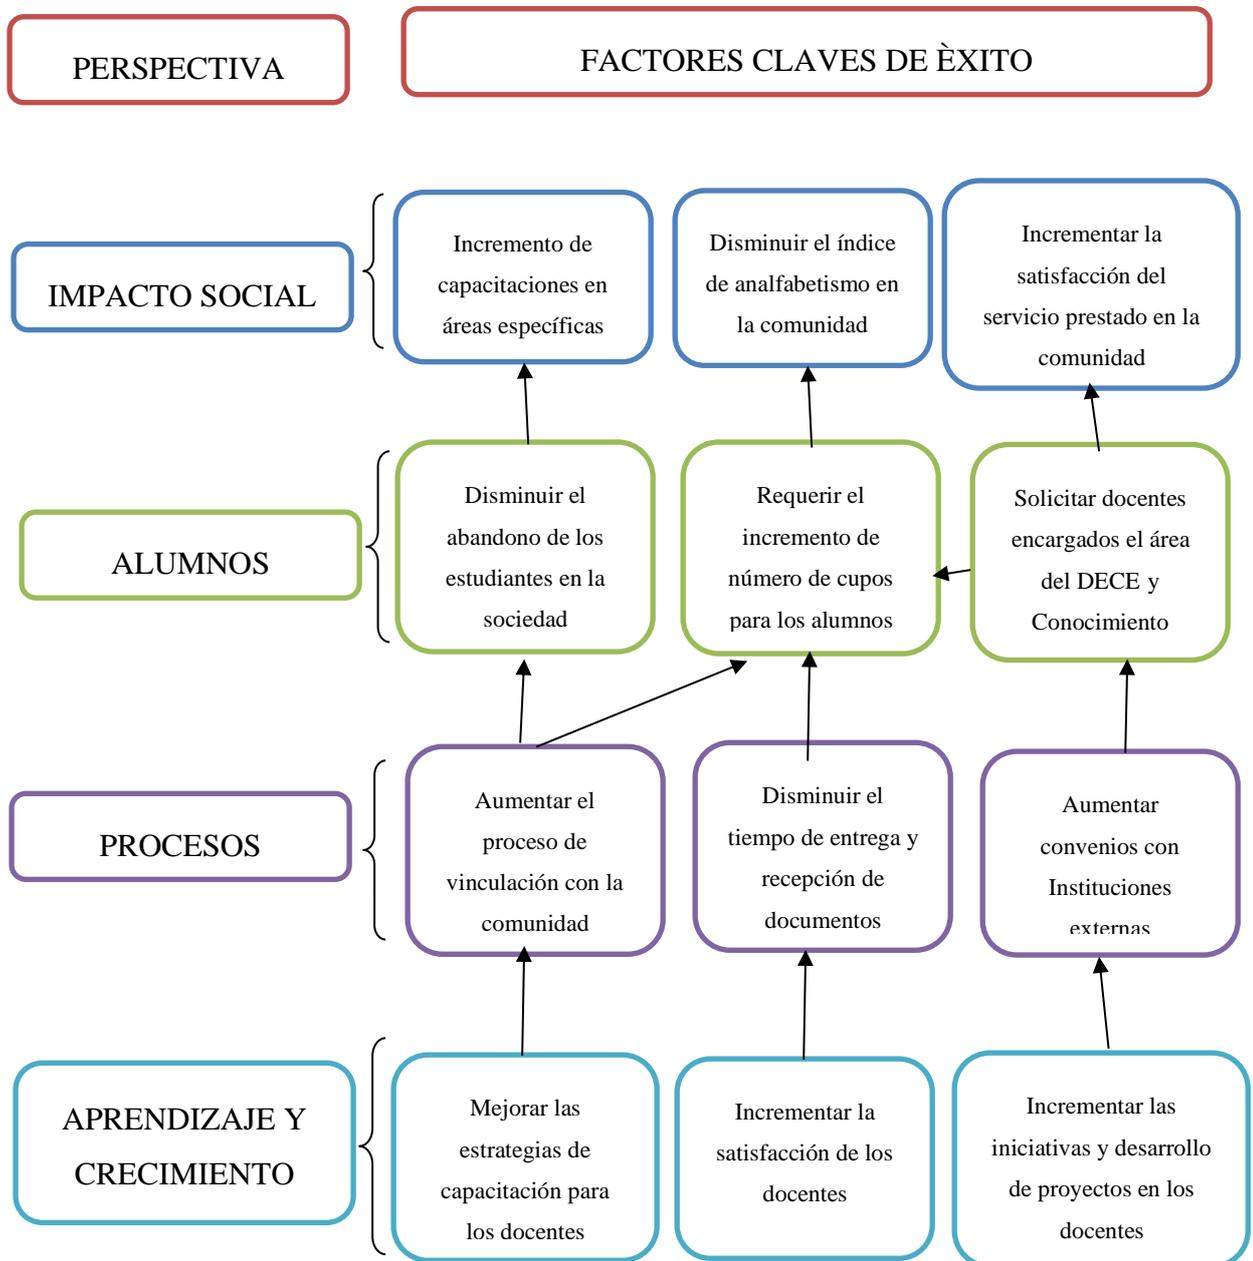 PERSPECTIVA
FACTORES CLAVES DE ÈXITO
IMPACTO SOCIAL
Incremento de
capacitaciones en
áreas específicas
Disminuir el índice
de analfabetismo en
la comunidad
Incrementar la
satisfacción del
servicio prestado en la
comunidad
ALUMNOS
Disminuir el
abandono de los
estudiantes en la
sociedad
Requerir el
incremento de
número de cupos
para los alumnos
Solicitar docentes
encargados el área
del DECE y
Conocimiento
PROCESOS
Aumentar el
proceso de
vinculación con la
comunidad
Disminuir el
tiempo de entrega y
recepción de
documentos
Aumentar
convenios con
Instituciones
externas
APRENDIZAJE Y
CRECIMIENTO
Mejorar las
estrategias de
capacitación para
los docentes
Incrementar la
satisfacción de los
docentes
Incrementar las
iniciativas y desarrollo
de proyectos en los
docentes